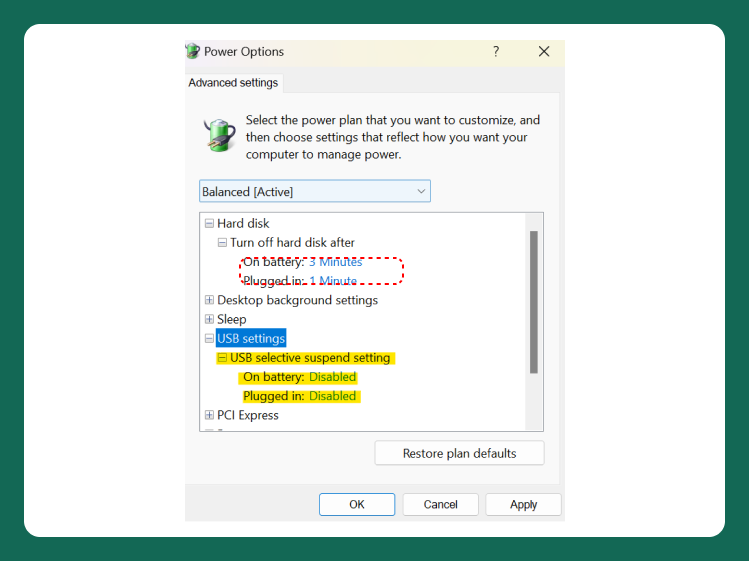 Power Options
?
Advanced settings
Select the power plan that you want to customize, and
then choose settings that reflect how you want your
computer to manage power.
Balanced [Active]
Hard disk
Turn off hard disk after
On battery: 3 Minutes
Plugged in: 1 Minute
Desktop background settings
Sleep
USB settings
USB selective suspend setting
On battery: Disabled
Plugged in: Disabled
PCI Express
Restore plan defaults
OK
Cancel
Apply